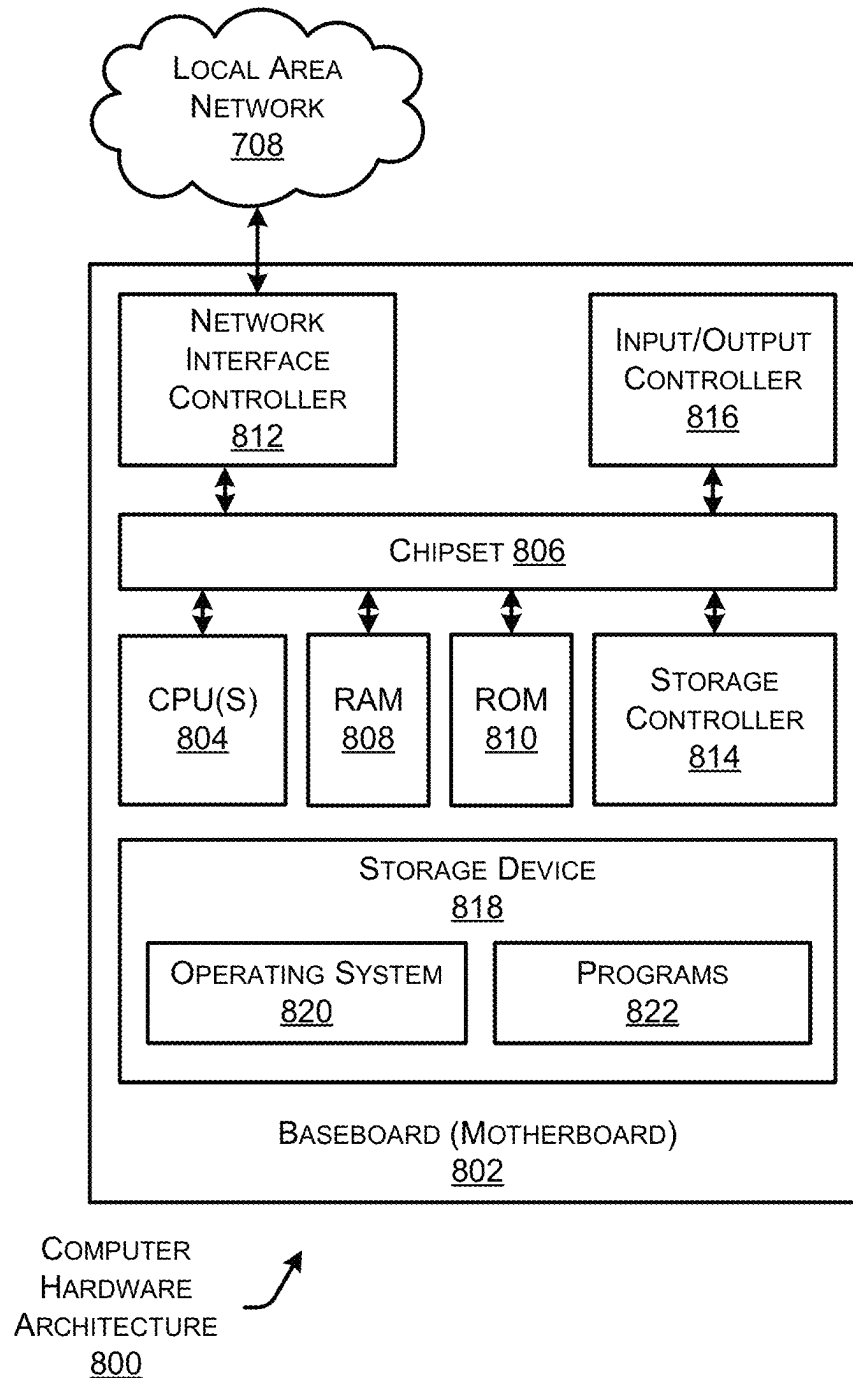 LOCAL AREA
NETWORK
708
NETWORK
INTERFACE
CONTROLLER
812
INPUT/OUTPUT
CONTROLLER
816
CHIPSET 806
CPU(S)
804
RAM
808
ROM
810
STORAGE
CONTROLLER
814
STORAGE DEVICE
818
OPERATING SYSTEM
820
PROGRAMS
822
BASEBOARD (MOTHERBOARD)
802
COMPUTER
HARDWARE
ARCHITECTURE
800